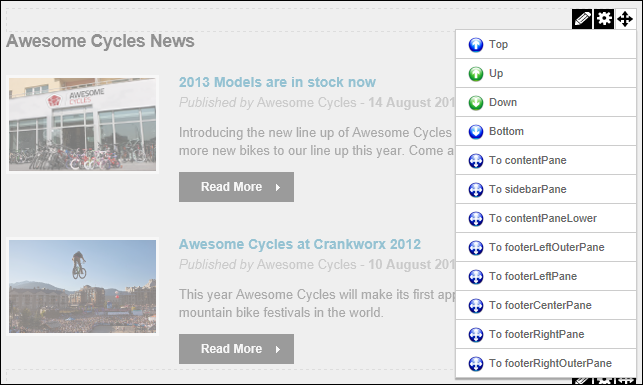 Awesome Cycles News
AWESOME
CYCLES
2013 Models are in stock now
Published by Awesome Cycles - 14 August 201
Introducing the new line up of Awesome Cycles
more new bikes to our line up this year. Come a
Read More
Awesome Cycles at Crankworx 2012
Published by Awesome Cycles - 10 August 201
This year Awesome Cycles will make its first app
mountain bike festivals in the world.
Read More
Top
Up
Down
Bottom
To contentPane
To sidebarPane
To contentPaneLower
To footerLeftOuterPane
To footerLeftPane
To footerCenterPane
To footerRightPane
To footerRightOuterPane